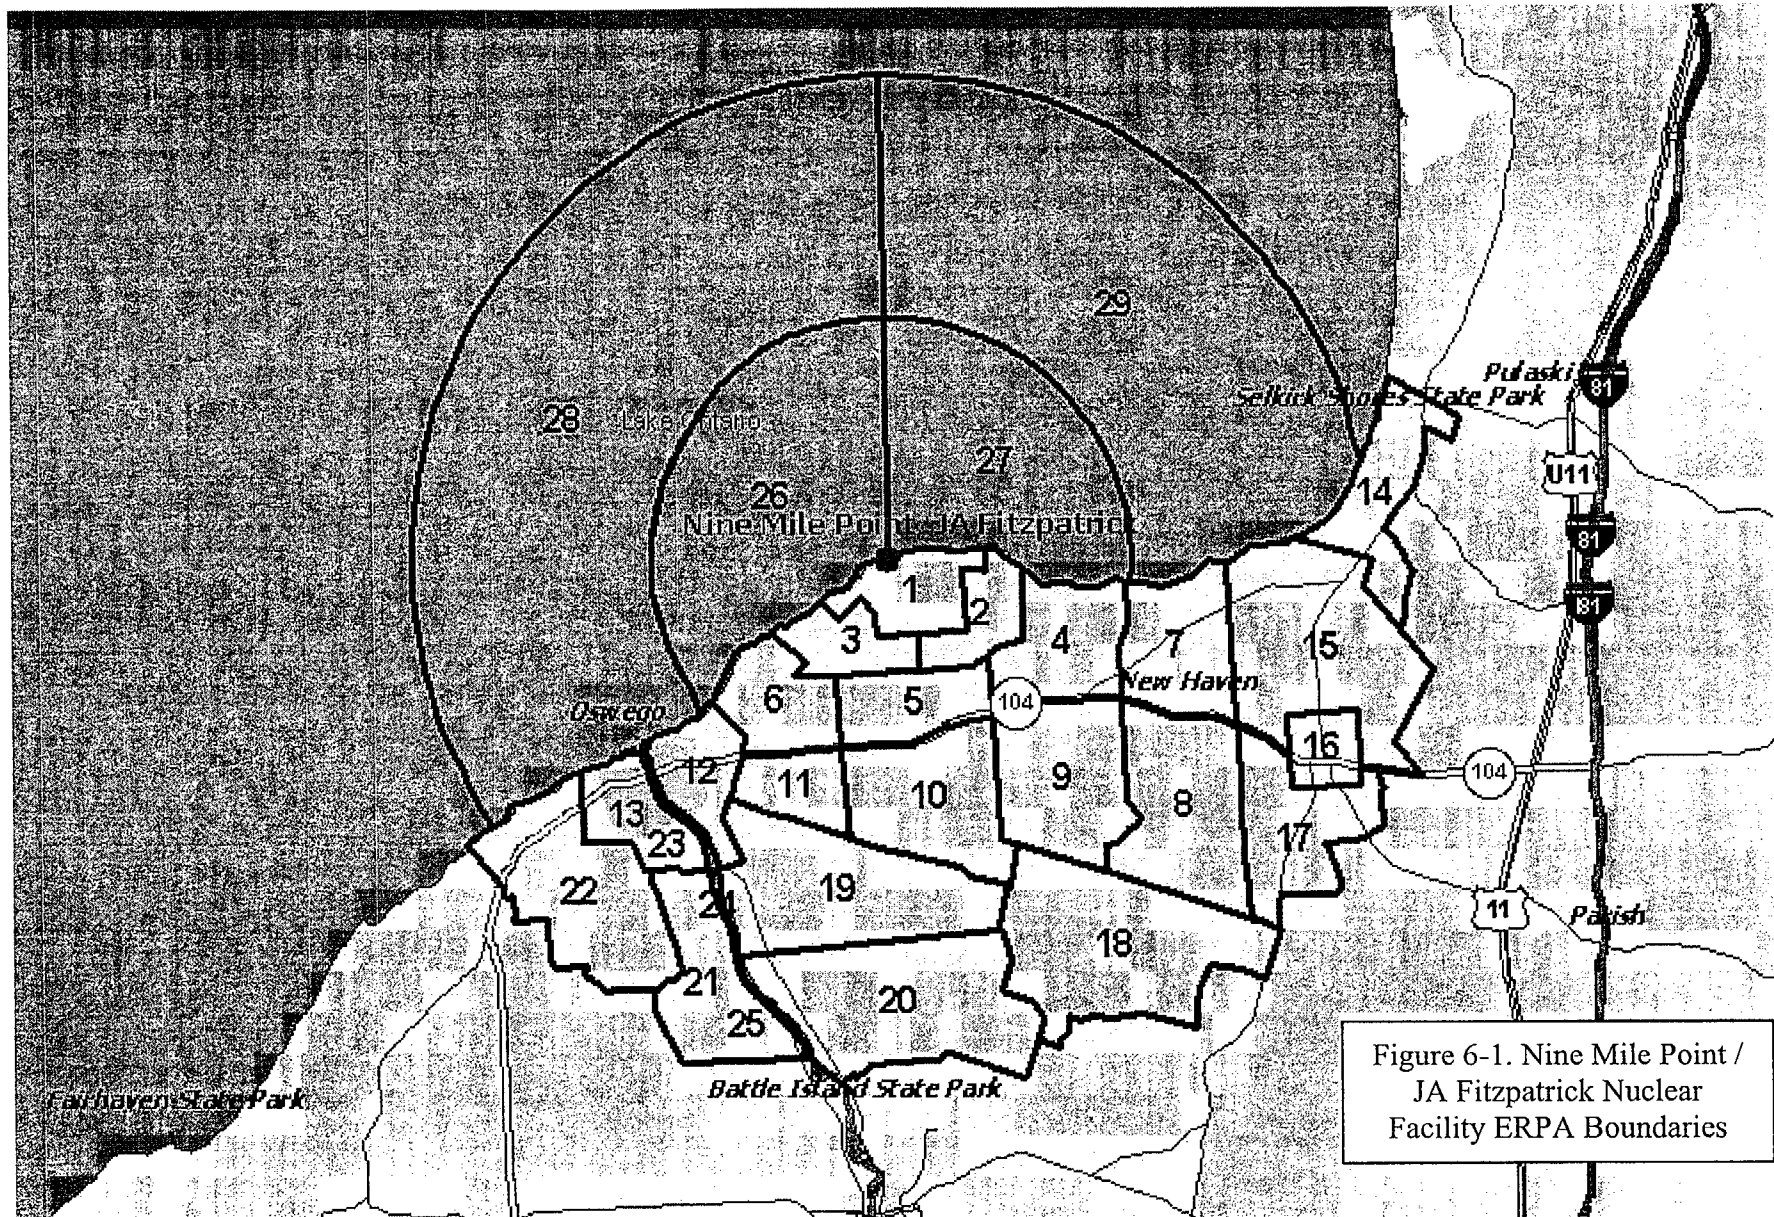 29
Pulaski
81
Selkirk Shores State Park
28
Lake Ontario
27
U11
26
14
Nine Mile Point JA Fitzpatrick
81
1
81
2
3
4
7
15
New Haven
6
5
104
Oswego
16
12
104
11
10
9
8
13
17
23
22
19
24
11
Parish
18
21
20
25
Figure 6-1. Nine Mile Point /
JA Fitzpatrick Nuclear
Facility ERPA Boundaries
Battle Island State Park
Fairhaven State Park